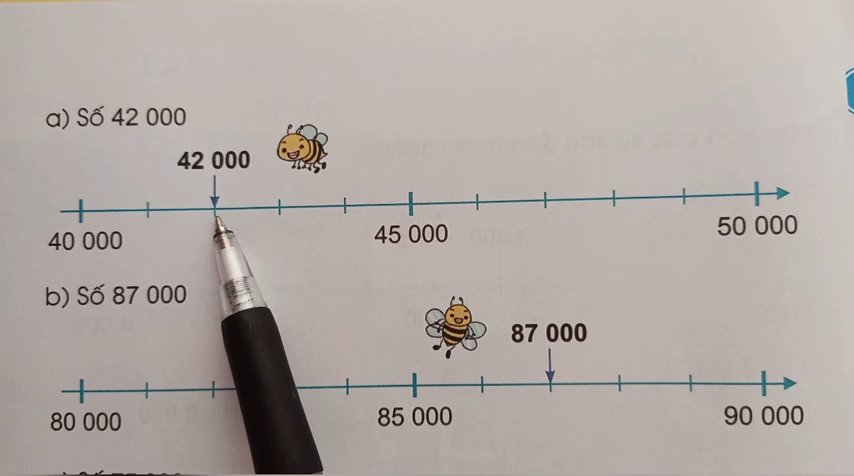 a) Số 42 000
42 000
40 000 45 000 50 000
b) Số 87 000
87 000
80 000 85 000 90 000